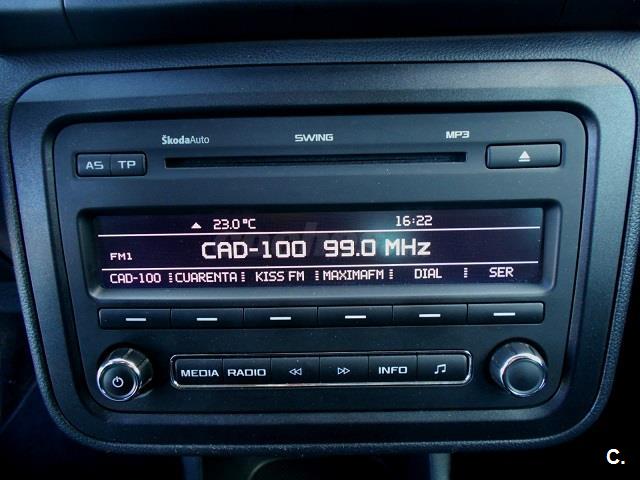 ŠkodaAuto SWING MP3
AS TP
23.0 °C 16:22
FM1 CAD-100 99.0 MHz
CAD-100 CUARENTA KISS FM MAXIMAFM DIAL SER
MEDIA RADIO INFO
C.